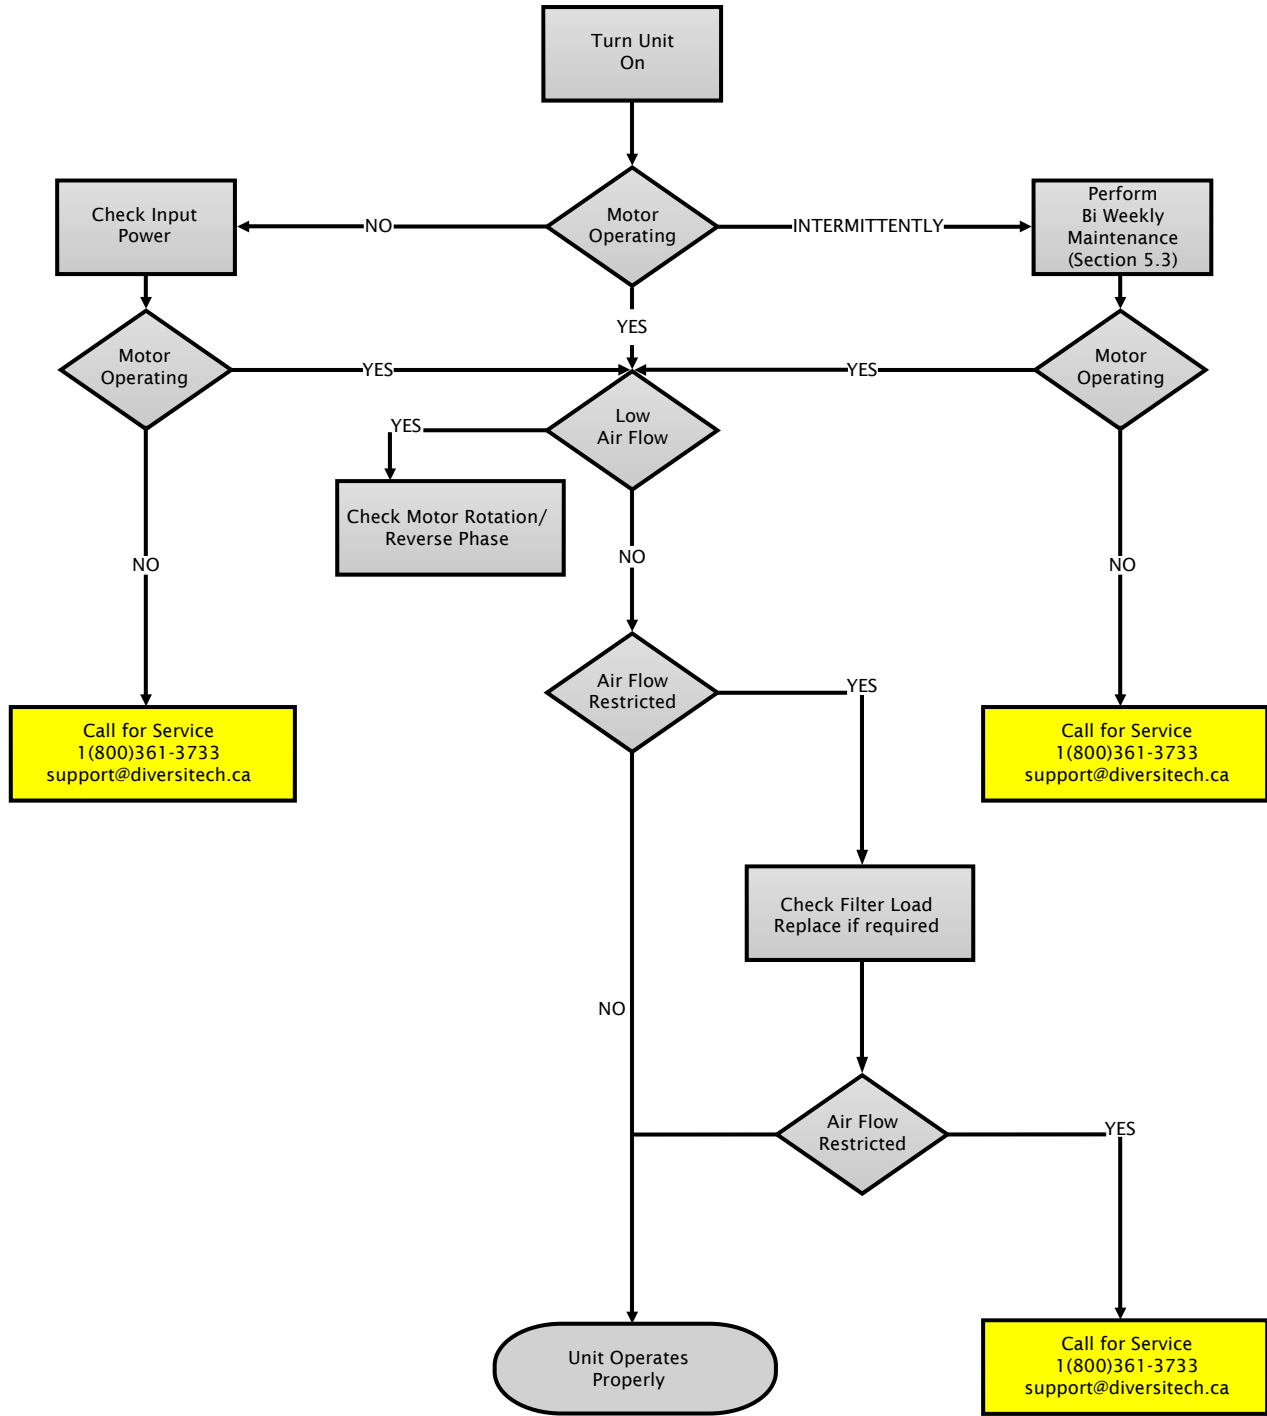 Turn Unit
On
Motor
Operating
NO
INTERMITTENTLY
YES
Check Input
Power
Perform
Bi Weekly
Maintenance
(Section 5.3)
Motor
Operating
YES
YES
Motor
Operating
Low
Air Flow
YES
Check Motor Rotation/
Reverse Phase
NO
NO
NO
Air Flow
Restricted
YES
Call for Service
1(800)361-3733
support@diversitech.ca
Call for Service
1(800)361-3733
support@diversitech.ca
Check Filter Load
Replace if required
NO
Air Flow
Restricted
YES
Unit Operates
Properly
Call for Service
1(800)361-3733
support@diversitech.ca